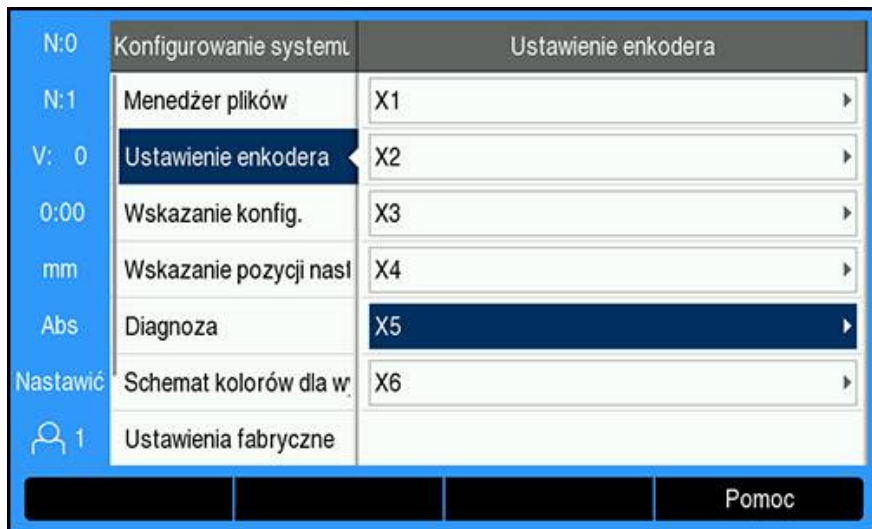 N:0
Konfigurowanie systemu
Ustawienie enkodera
N:1
Menedżer plików
X1
V: 0
Ustawienie enkodera
X2
0:00
Wskazanie konfig.
X3
mm
Wskazanie pozycji nast
X4
Abs
Diagnoza
X5
Nastawić
Schemat kolorów dla wy
X6
1
Ustawienia fabryczne
Pomoc